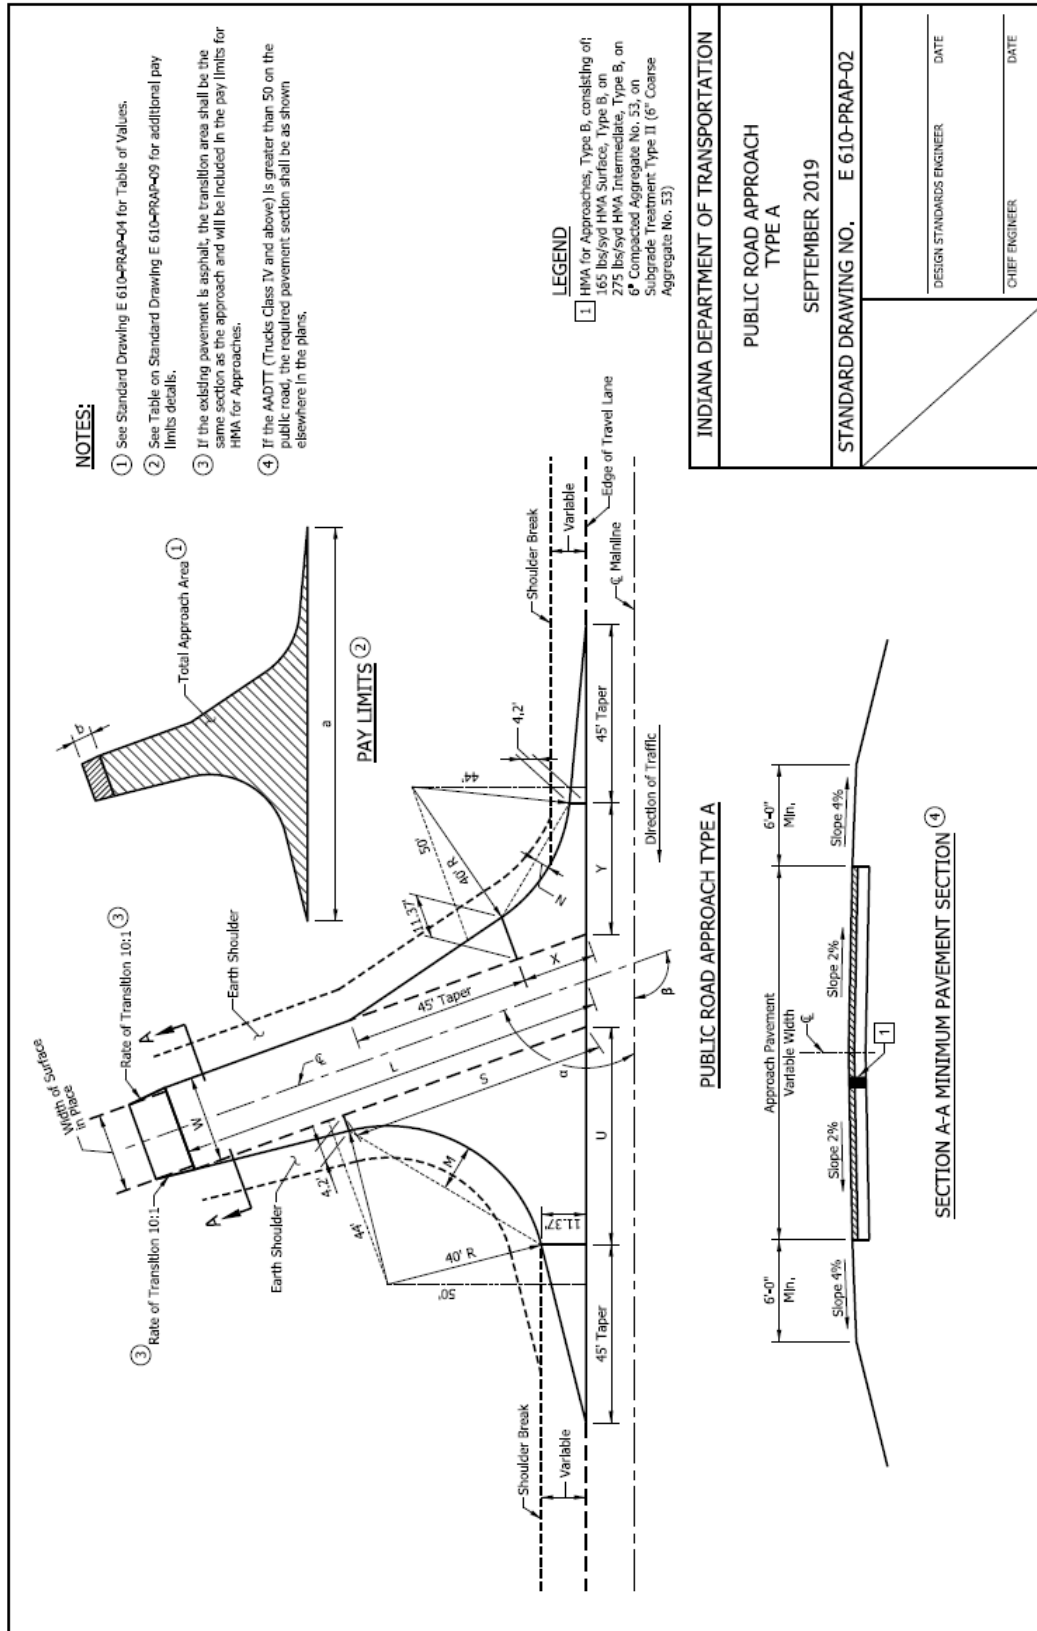 NOTES:
1 See Standard Drawing E 610-PRAP-04 for Table of Values.
2 See Table on Standard Drawing E 610-PRAP-09 for additional pay
limits details.
3 If the existing pavement is asphalt, the transition area shall be the
same section as the approach and will be included in the pay limits for
HMA for Approaches.
4 If the AADTT (Trucks Class IV and above) is greater than 50 on the
public road, the required pavement section shall be as shown
elsewhere in the plans.
Total Approach Area 1
a
PAY LIMITS 2
Width of Surface
in Place
3 Rate of Transition 10:1
Rate of Transition 10:1 3
A
A
W
Earth Shoulder
Earth Shoulder
℄
L
S
45' Taper
X
4.2'
44'
M
40' R
50'
11.37'
11.37'
50'
40' R
44'
4.2'
N
α
β
45' Taper
U
Y
45' Taper
Shoulder Break
Variable
Shoulder Break
Variable
Edge of Travel Lane
℄ Mainline
Direction of Traffic
PUBLIC ROAD APPROACH TYPE A
6'-0"
Min.
Approach Pavement
Variable Width
6'-0"
Min.
℄
Slope 4%
Slope 2%
Slope 2%
Slope 4%
1
SECTION A-A MINIMUM PAVEMENT SECTION 4
LEGEND
1 HMA for Approaches, Type B, consisting of:
165 lbs/syd HMA Surface, Type B, on
275 lbs/syd HMA Intermediate, Type B, on
6" Compacted Aggregate No. 53, on
Subgrade Treatment Type II (6" Coarse
Aggregate No. 53)
INDIANA DEPARTMENT OF TRANSPORTATION
PUBLIC ROAD APPROACH
TYPE A
SEPTEMBER 2019
STANDARD DRAWING NO. E 610-PRAP-02
DESIGN STANDARDS ENGINEER DATE
CHIEF ENGINEER DATE